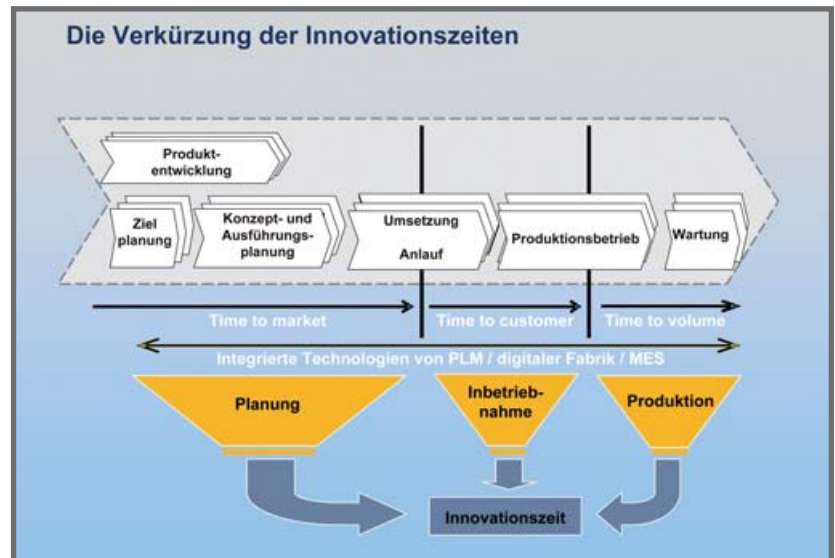 Die Verkürzung der Innovationszeiten
Produkt-
entwicklung
Ziel
planung
Konzept- und
Ausführungs-
planung
Umsetzung
Anlauf
Produktionsbetrieb
Wartung
Time to market
Time to customer
Time to volume
Integrierte Technologien von PLM / digitaler Fabrik / MES
Planung
Inbetrieb-
nahme
Produktion
Innovationszeit